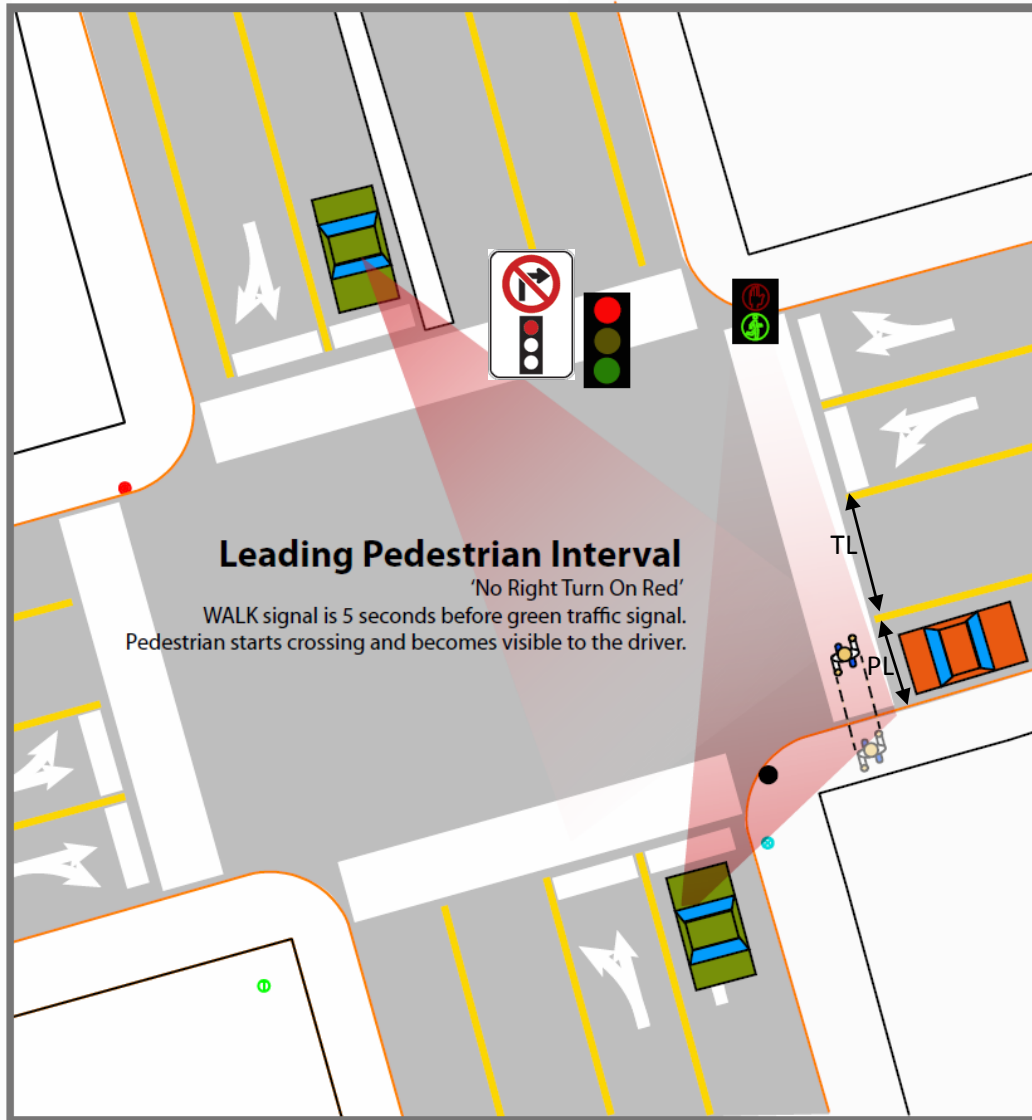 Leading Pedestrian Interval
‘No Right Turn On Red’
WALK signal is 5 seconds before green traffic signal.
Pedestrian starts crossing and becomes visible to the driver.
TL
PL